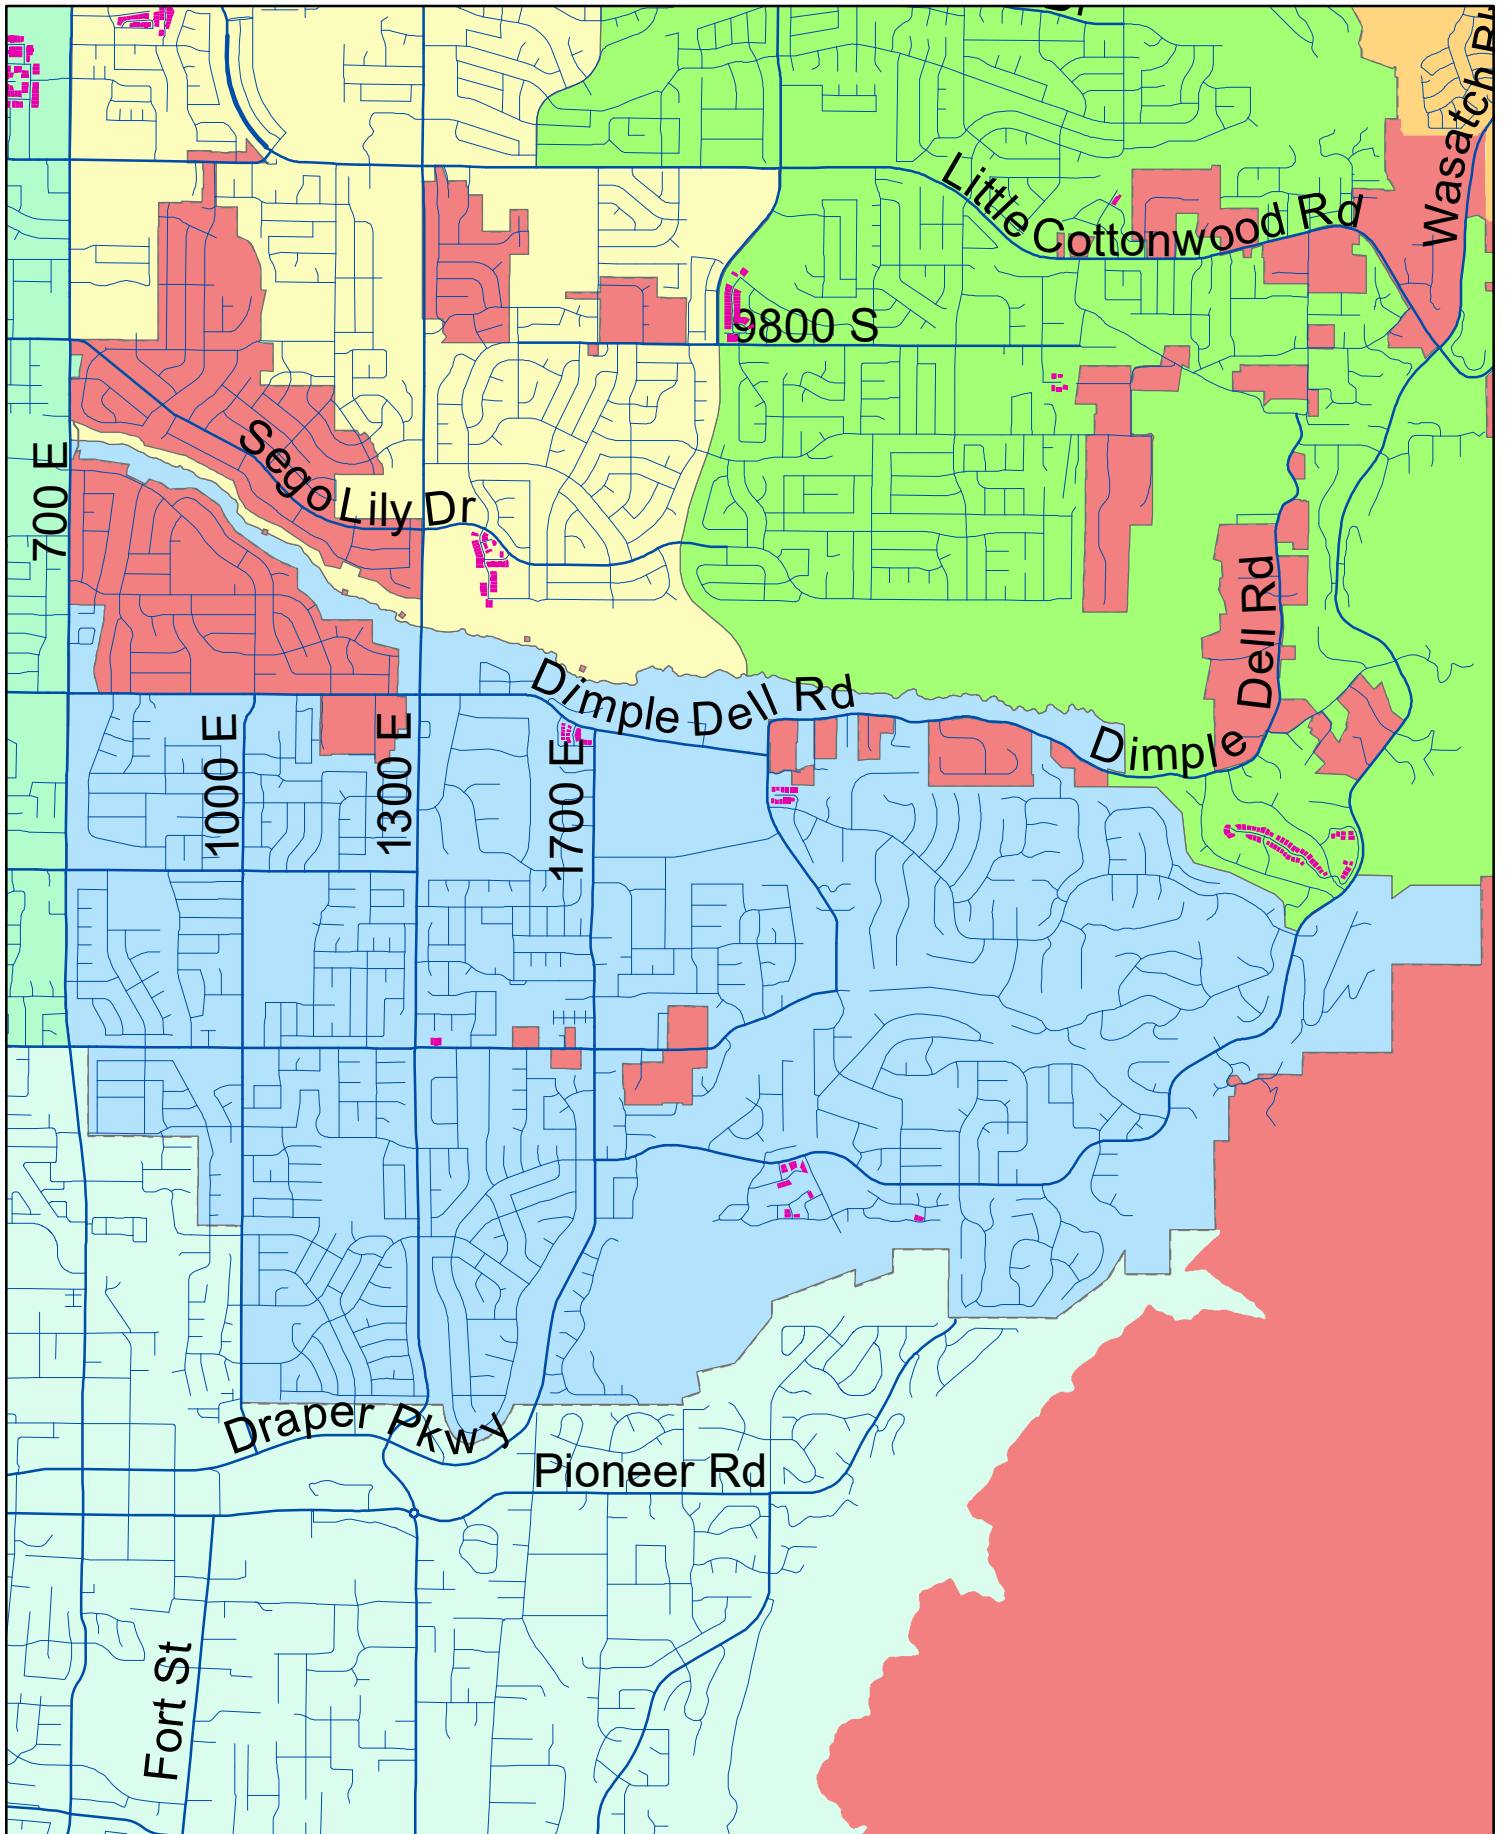 Wasatch
Little Cottonwood Rd
9800 S
700 E
Sego Lily Dr
Dell Rd
Dimple Dell Rd
Dimple
1000 E
1300 E
1700 E
Draper Pkwy
Pioneer Rd
Fort St